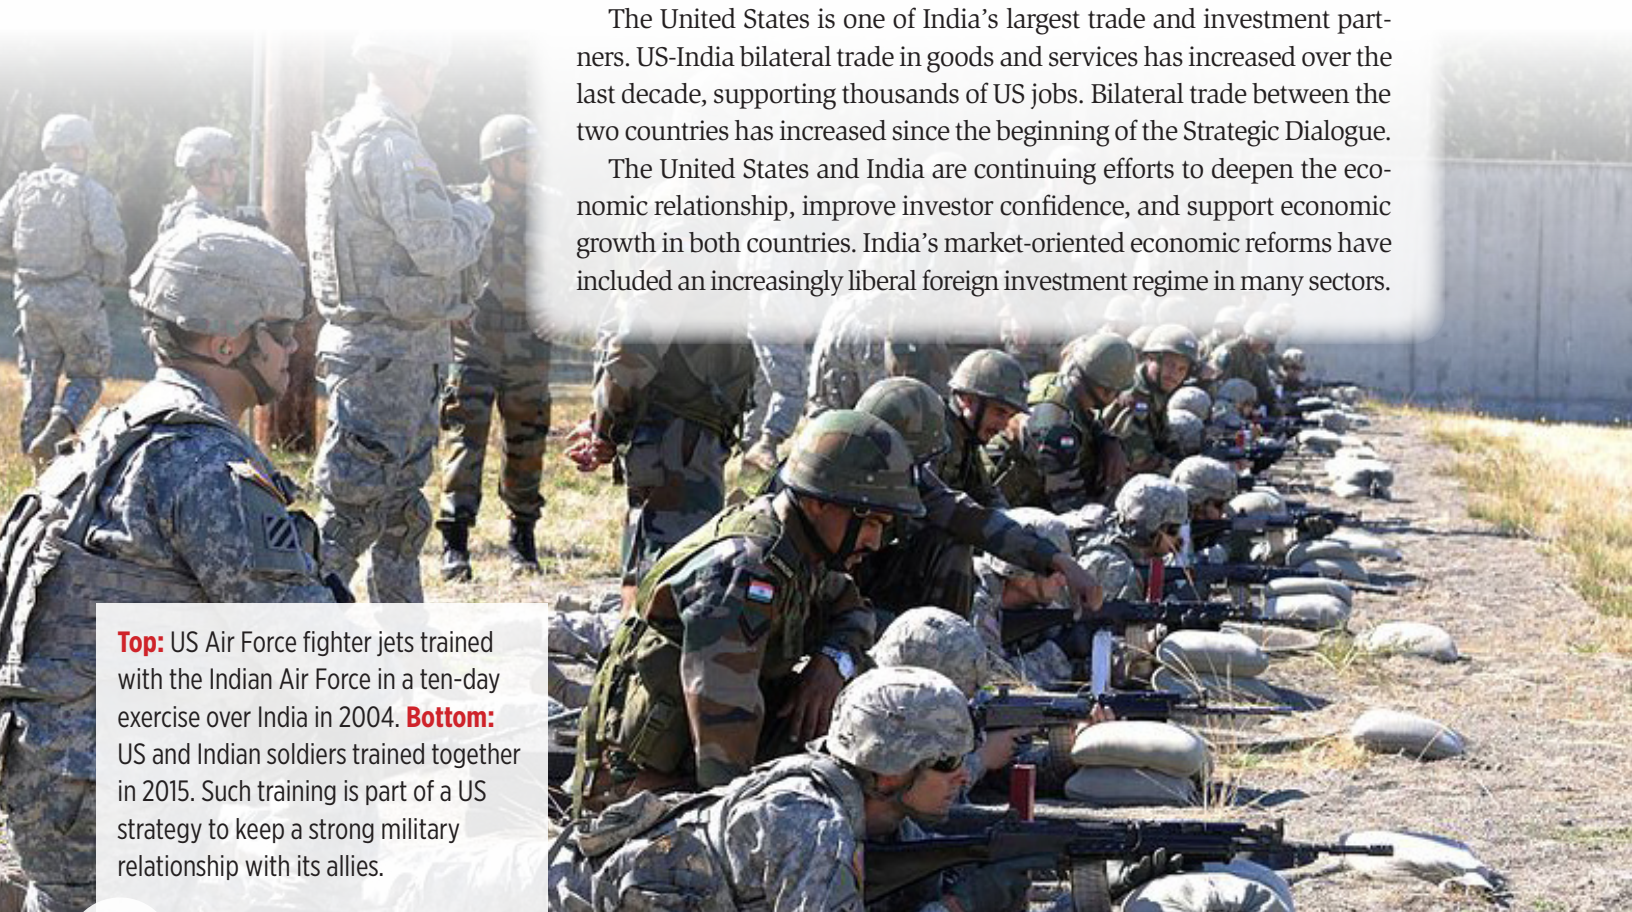 The United States is one of India’s largest trade and investment part-
ners. US-India bilateral trade in goods and services has increased over the
last decade, supporting thousands of US jobs. Bilateral trade between the
two countries has increased since the beginning of the Strategic Dialogue.
The United States and India are continuing efforts to deepen the eco-
nomic relationship, improve investor confidence, and support economic
growth in both countries. India’s market-oriented economic reforms have
included an increasingly liberal foreign investment regime in many sectors.
Top: US Air Force fighter jets trained
with the Indian Air Force in a ten-day
exercise over India in 2004. Bottom:
US and Indian soldiers trained together
in 2015. Such training is part of a US
strategy to keep a strong military
relationship with its allies.